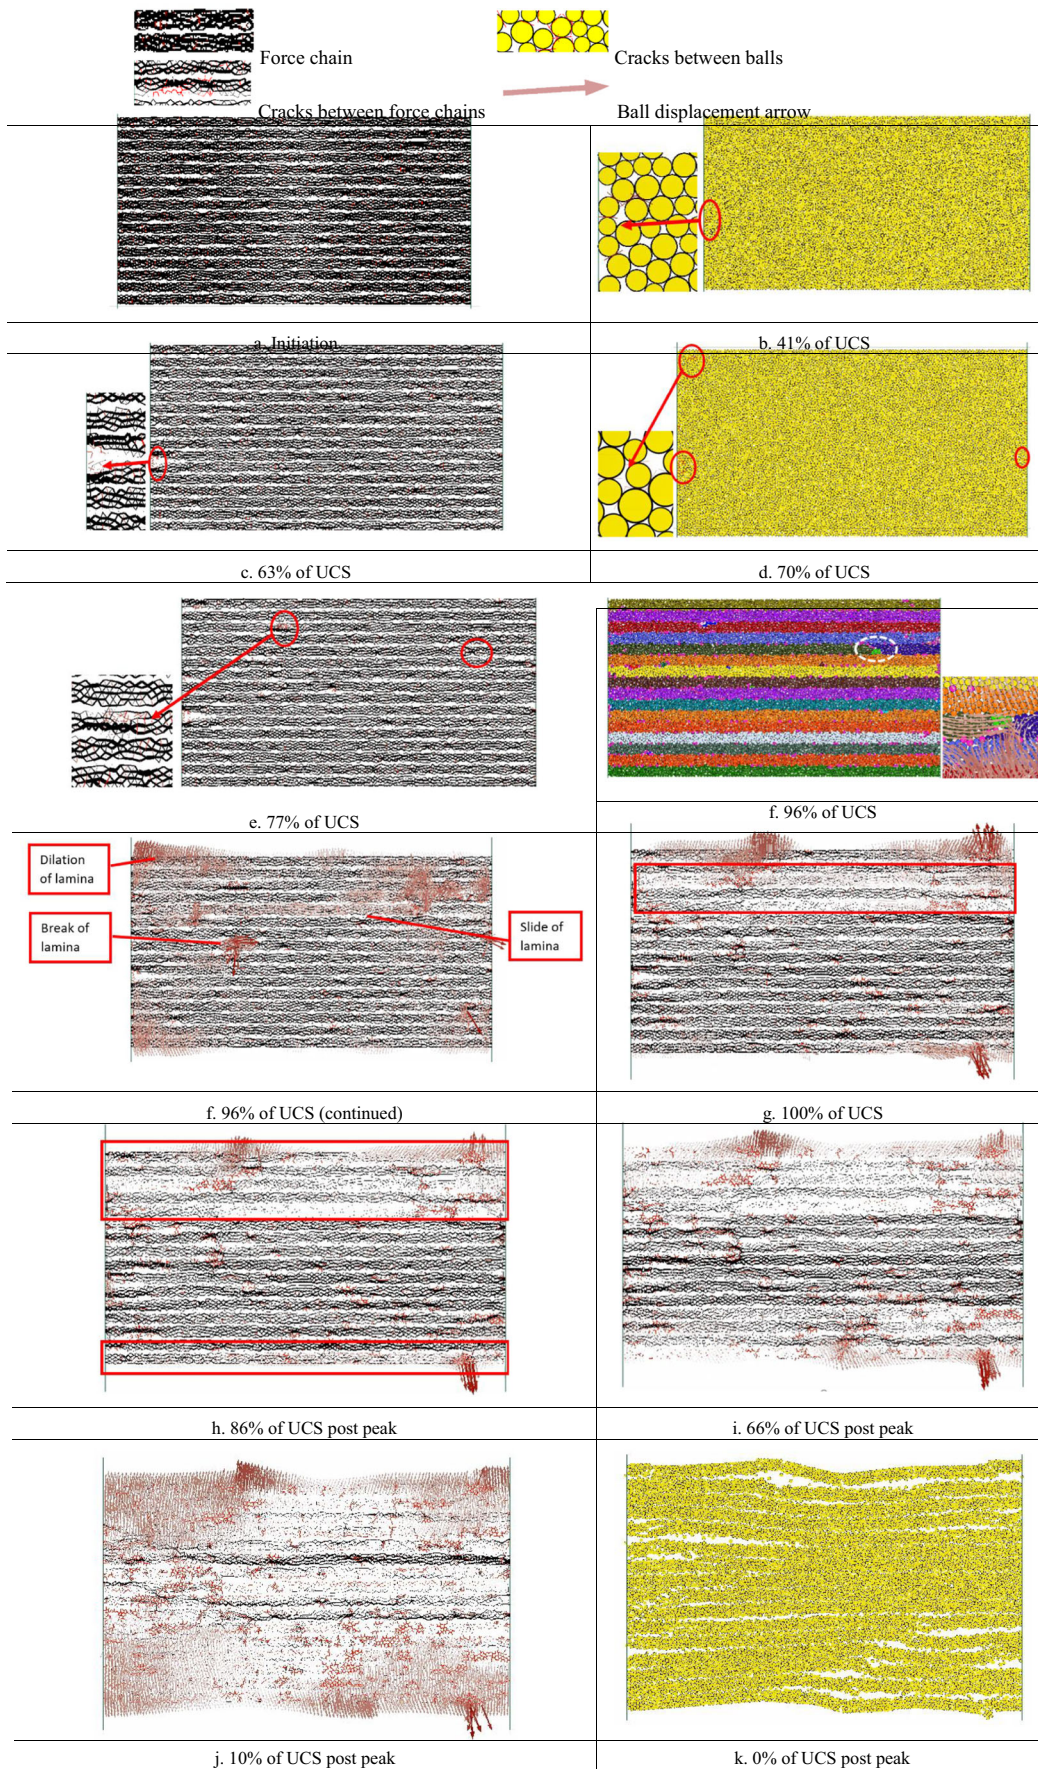 Force chain
Cracks between balls
Cracks between force chains
Ball displacement arrow
a. Initiation
b. 41% of UCS
c. 63% of UCS
d. 70% of UCS
e. 77% of UCS
f. 96% of UCS
Dilation
of lamina
Break of
lamina
Slide of
lamina
f. 96% of UCS (continued)
g. 100% of UCS
h. 86% of UCS post peak
i. 66% of UCS post peak
j. 10% of UCS post peak
k. 0% of UCS post peak